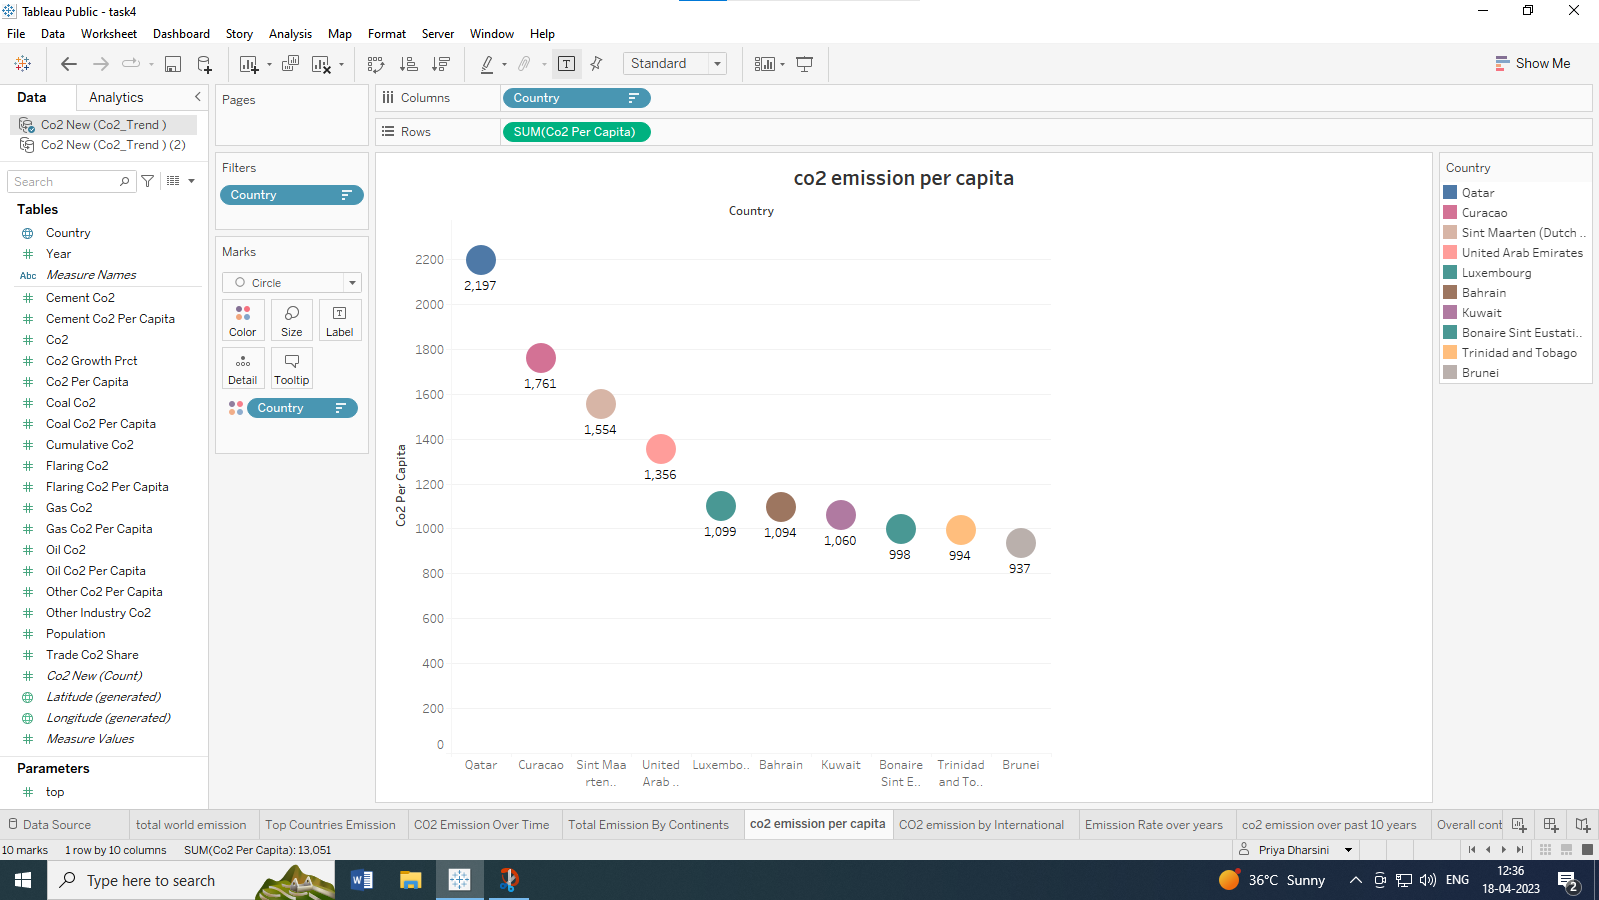 Tableau Public - task4
File Data Worksheet Dashboard Story Analysis Map Format Server Window Help
Standard
Show Me
Data Analytics
Co2 New (Co2_Trend )
Co2 New (Co2_Trend ) (2)
Search
Tables
Country
Year
Abc Measure Names
Cement Co2
Cement Co2 Per Capita
Co2
Co2 Growth Prct
Co2 Per Capita
Coal Co2
Coal Co2 Per Capita
Cumulative Co2
Flaring Co2
Flaring Co2 Per Capita
Gas Co2
Gas Co2 Per Capita
Oil Co2
Oil Co2 Per Capita
Other Co2 Per Capita
Other Industry Co2
Population
Trade Co2 Share
Co2 New (Count)
Latitude (generated)
Longitude (generated)
Measure Values
Parameters
top
Pages
Filters
Country
Marks
Circle
Color Size Label
Detail Tooltip
Country
Columns Country
Rows SUM(Co2 Per Capita)
co2 emission per capita
Country
Co2 Per Capita
2200
2000
1800
1600
1400
1200
1000
800
600
400
200
0
2,197
1,761
1,554
1,356
1,099
1,094
1,060
998
994
937
Qatar Curacao Sint Maa United Luxembo.. Bahrain Kuwait Bonaire Trinidad Brunei
rten.. Arab .. Sint E.. and To..
Country
Qatar
Curacao
Sint Maarten (Dutch ..
United Arab Emirates
Luxembourg
Bahrain
Kuwait
Bonaire Sint Eustati..
Trinidad and Tobago
Brunei
Data Source total world emission Top Countries Emission CO2 Emission Over Time Total Emission By Continents co2 emission per capita CO2 emission by International Emission Rate over years co2 emission over past 10 years Overall cont
10 marks 1 row by 10 columns SUM(Co2 Per Capita): 13,051 Priya Dharsini
Type here to search
36°C Sunny
ENG
12:36
18-04-2023
2